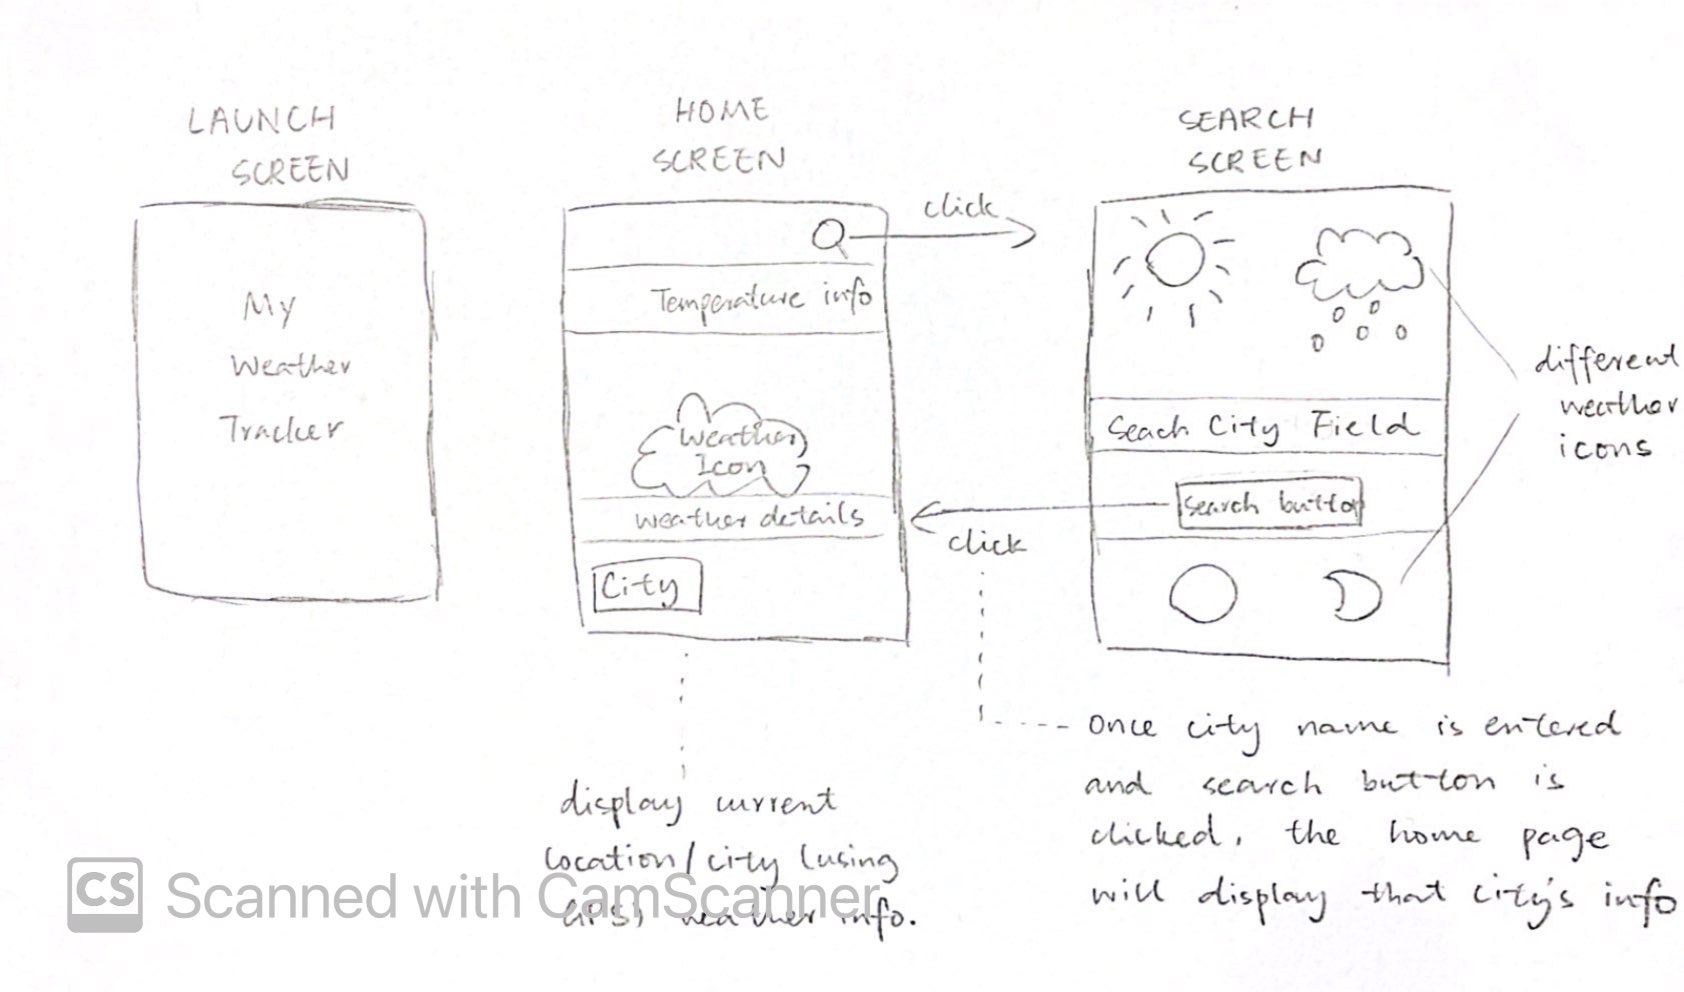 LAUNCH
SCREEN
My
Weather
Tracker
HOME
SCREEN
Temperature info
Weather
Icon
weather details
City
display current
location/city (using
GPS) weather info.
click
click
SEARCH
SCREEN
Seach City Field
Search button
different
weather
icons
Once city name is entered
and search button is
clicked, the home page
will display that city's info
CS Scanned with CamScanner